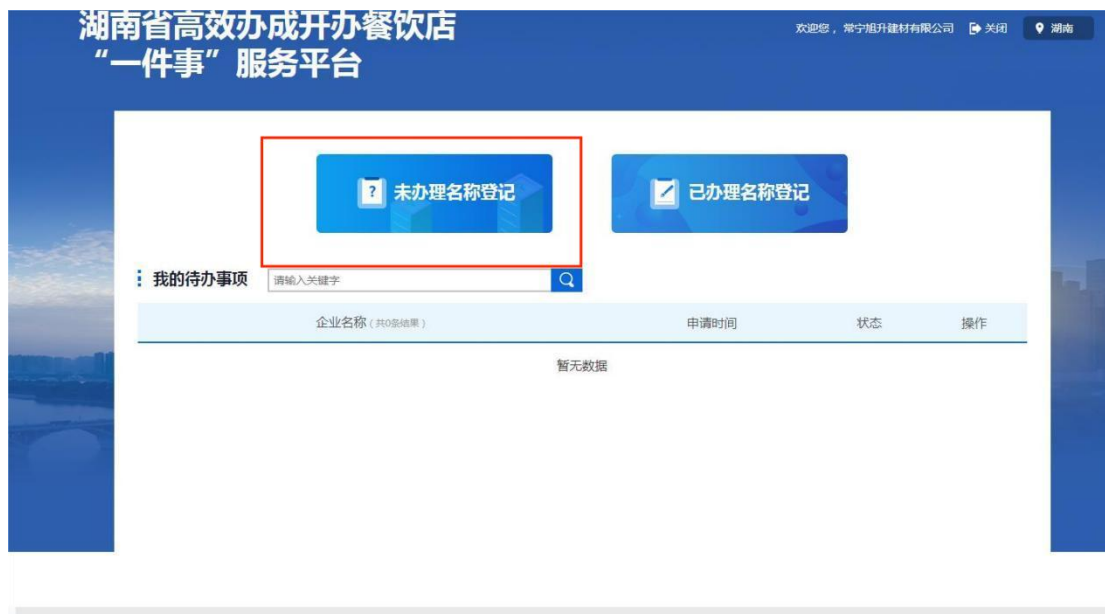 湖南省高效办成开办餐饮店
“一件事”服务平台
欢迎您，常宁旭升建材有限公司 关闭 湖南
未办理名称登记 已办理名称登记
我的待办事项 请输入关键字
企业名称（共0条结果） 申请时间 状态 操作
暂无数据